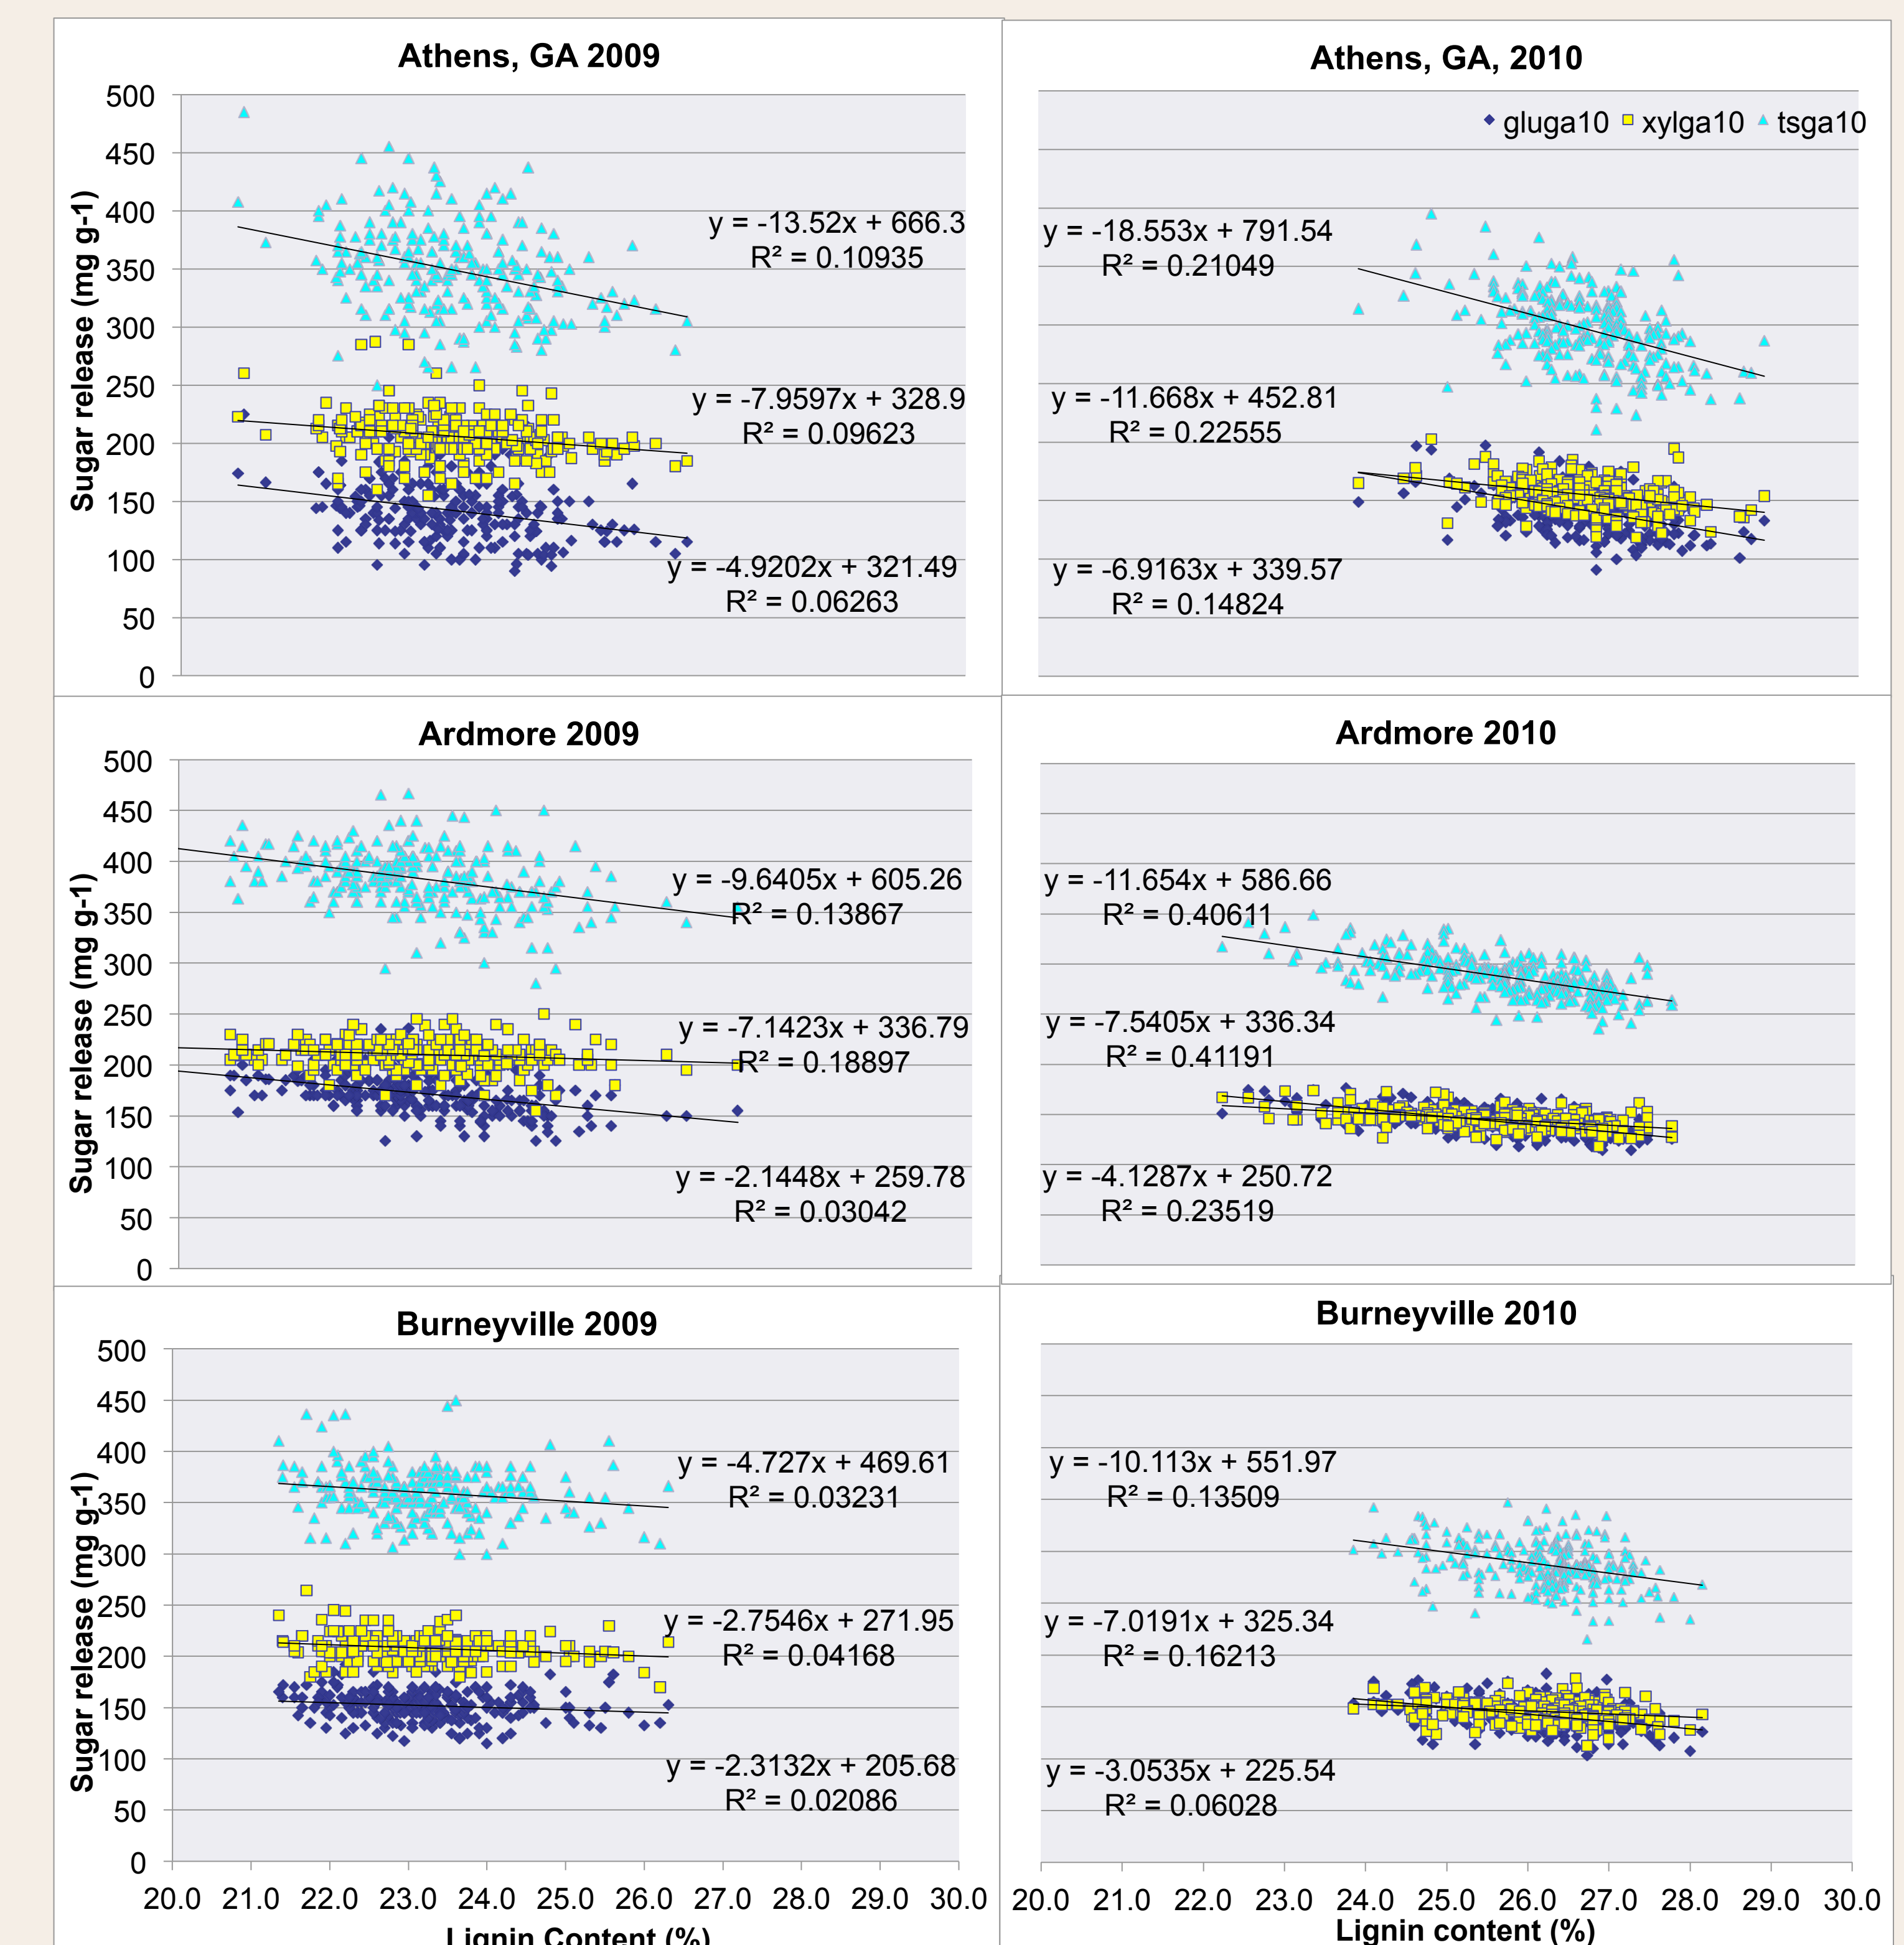 Athens, GA 2009
Sugar release (mg g-1)
500
450
400
350
300
250
200
150
100
50
0
y = -13.52x + 666.3
R² = 0.10935
y = -7.9597x + 328.9
R² = 0.09623
y = -4.9202x + 321.49
R² = 0.06263
Athens, GA, 2010
gluga10 xylga10 tsga10
y = -18.553x + 791.54
R² = 0.21049
y = -11.668x + 452.81
R² = 0.22555
y = -6.9163x + 339.57
R² = 0.14824
Ardmore 2009
Sugar release (mg g-1)
500
450
400
350
300
250
200
150
100
50
0
y = -9.6405x + 605.26
R² = 0.13867
y = -7.1423x + 336.79
R² = 0.18897
y = -2.1448x + 259.78
R² = 0.03042
Ardmore 2010
y = -11.654x + 586.66
R² = 0.40611
y = -7.5405x + 336.34
R² = 0.41191
y = -4.1287x + 250.72
R² = 0.23519
Burneyville 2009
Sugar release (mg g-1)
500
450
400
350
300
250
200
150
100
50
0
y = -4.727x + 469.61
R² = 0.03231
y = -2.7546x + 271.95
R² = 0.04168
y = -2.3132x + 205.68
R² = 0.02086
20.0 21.0 22.0 23.0 24.0 25.0 26.0 27.0 28.0 29.0 30.0
Lignin Content (%)
Burneyville 2010
y = -10.113x + 551.97
R² = 0.13509
y = -7.0191x + 325.34
R² = 0.16213
y = -3.0535x + 225.54
R² = 0.06028
20.0 21.0 22.0 23.0 24.0 25.0 26.0 27.0 28.0 29.0 30.0
Lignin content (%)